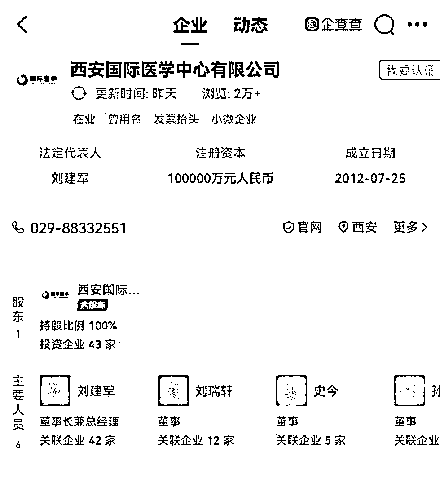 企业 动态 企查查
西安国际医学中心有限公司
更新时间: 昨天 浏览: 2万+
在业 曾用名 发票抬头 小微企业
法定代表人 注册资本 成立日期
刘建军 100000万元人民币 2012-07-25
029-88332551 官网 西安 更多
股东 1
西安国际...
大股东
持股比例 100%
投资企业 43 家
主要人员 4
刘建军 刘瑞轩 史今 孙
董事长兼总经理 董事 董事 董事
关联企业 42 家 关联企业 12 家 关联企业 5 家 关联企业